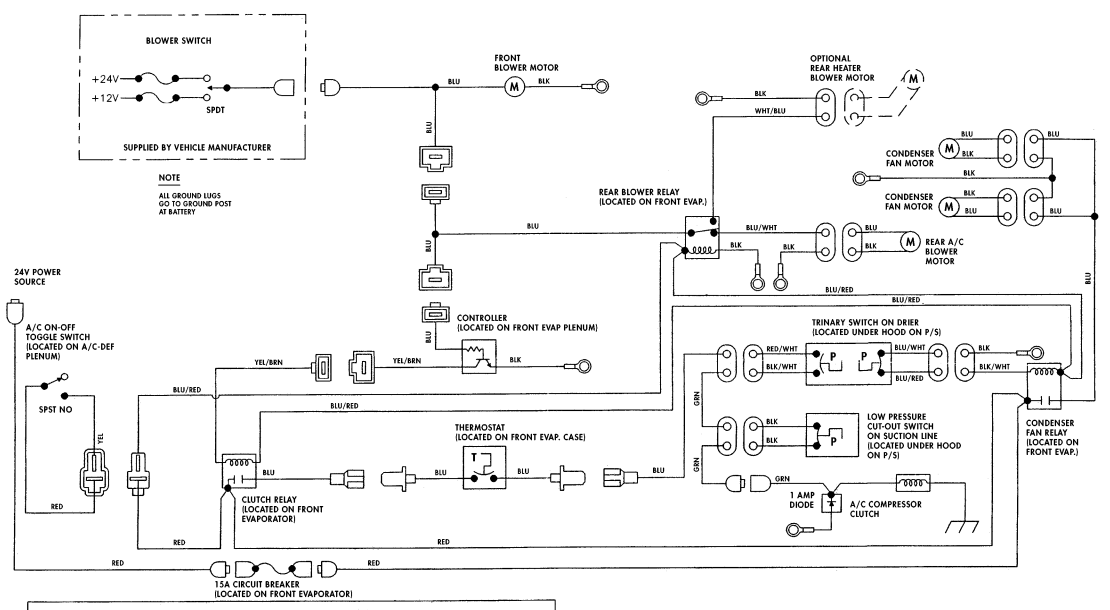 BLOWER SWITCH
+24V
+12V
SPDT
SUPPLIED BY VEHICLE MANUFACTURER
NOTE
ALL GROUND LUGS
GO TO GROUND POST
AT BATTERY
BLU
FRONT
BLOWER MOTOR
M
BLK
BLU
OPTIONAL
REAR HEATER
BLOWER MOTOR
M
BLK
WHT/BLU
CONDENSER
FAN MOTOR
M
BLU
BLK
BLU
BLK
CONDENSER
FAN MOTOR
M
BLK
BLU
BLU
BLU
REAR BLOWER RELAY
(LOCATED ON FRONT EVAP.)
BLU
BLU
BLU/WHT
BLK
BLK
BLU
BLK
M
REAR A/C
BLOWER
MOTOR
BLU/RED
BLU/RED
24V POWER
SOURCE
A/C ON-OFF
TOGGLE SWITCH
(LOCATED ON A/C-DEF
PLENUM)
SPST NO
YEL
RED
BLU
CONTROLLER
(LOCATED ON FRONT EVAP PLENUM)
BLK
YEL/BRN
YEL/BRN
BLU/RED
BLU/RED
TRINARY SWITCH ON DRIER
(LOCATED UNDER HOOD ON P/S)
RED/WHT
BLK/WHT
P
P
BLU/WHT
BLU/RED
BLK
BLK/WHT
CONDENSER
FAN RELAY
(LOCATED ON
FRONT EVAP.)
GRN
BLK
BLK
P
LOW PRESSURE
CUT-OUT SWITCH
ON SUCTION LINE
(LOCATED UNDER HOOD
ON P/S)
THERMOSTAT
(LOCATED ON FRONT EVAP. CASE)
T
BLU
BLU
BLU
BLU
GRN
GRN
1 AMP
DIODE
A/C COMPRESSOR
CLUTCH
CLUTCH RELAY
(LOCATED ON FRONT
EVAPORATOR)
RED
RED
RED
RED
15A CIRCUIT BREAKER
(LOCATED ON FRONT EVAPORATOR)